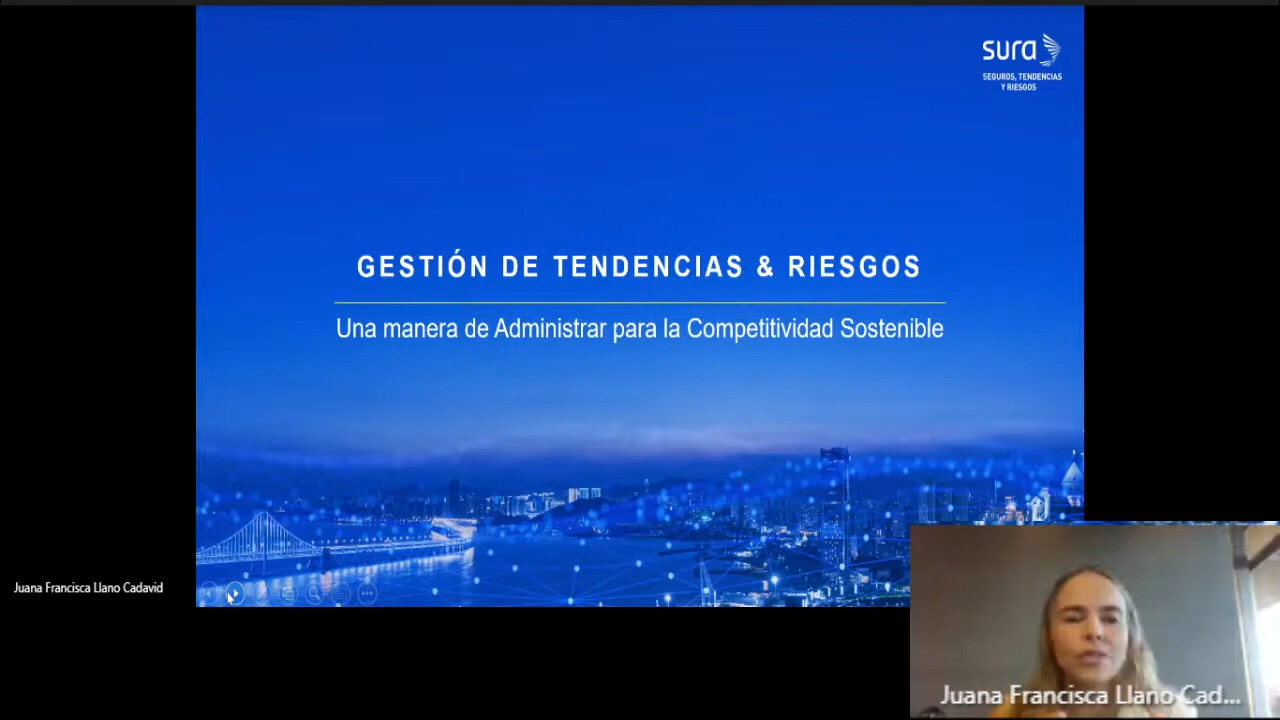 sura
SEGUROS, TENDENCIAS
Y RIESGOS
GESTIÓN DE TENDENCIAS & RIESGOS
Una manera de Administrar para la Competitividad Sostenible
Juana Francisca Llano Cadavid
Juana Francisca Llano Cad...